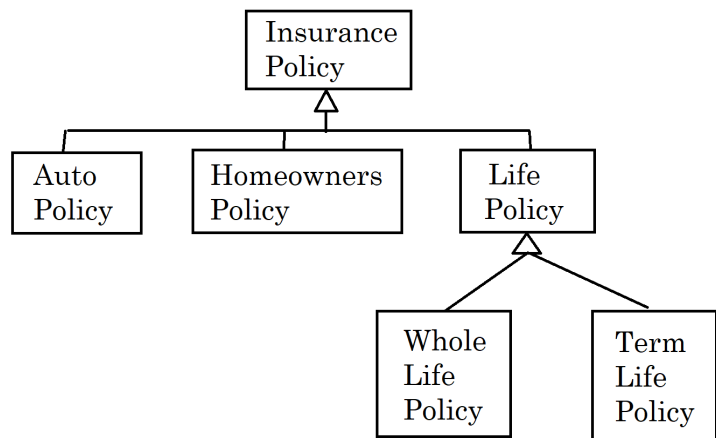 Insurance
Policy
Auto
Policy
Homeowners
Policy
Life
Policy
Whole
Life
Policy
Term
Life
Policy